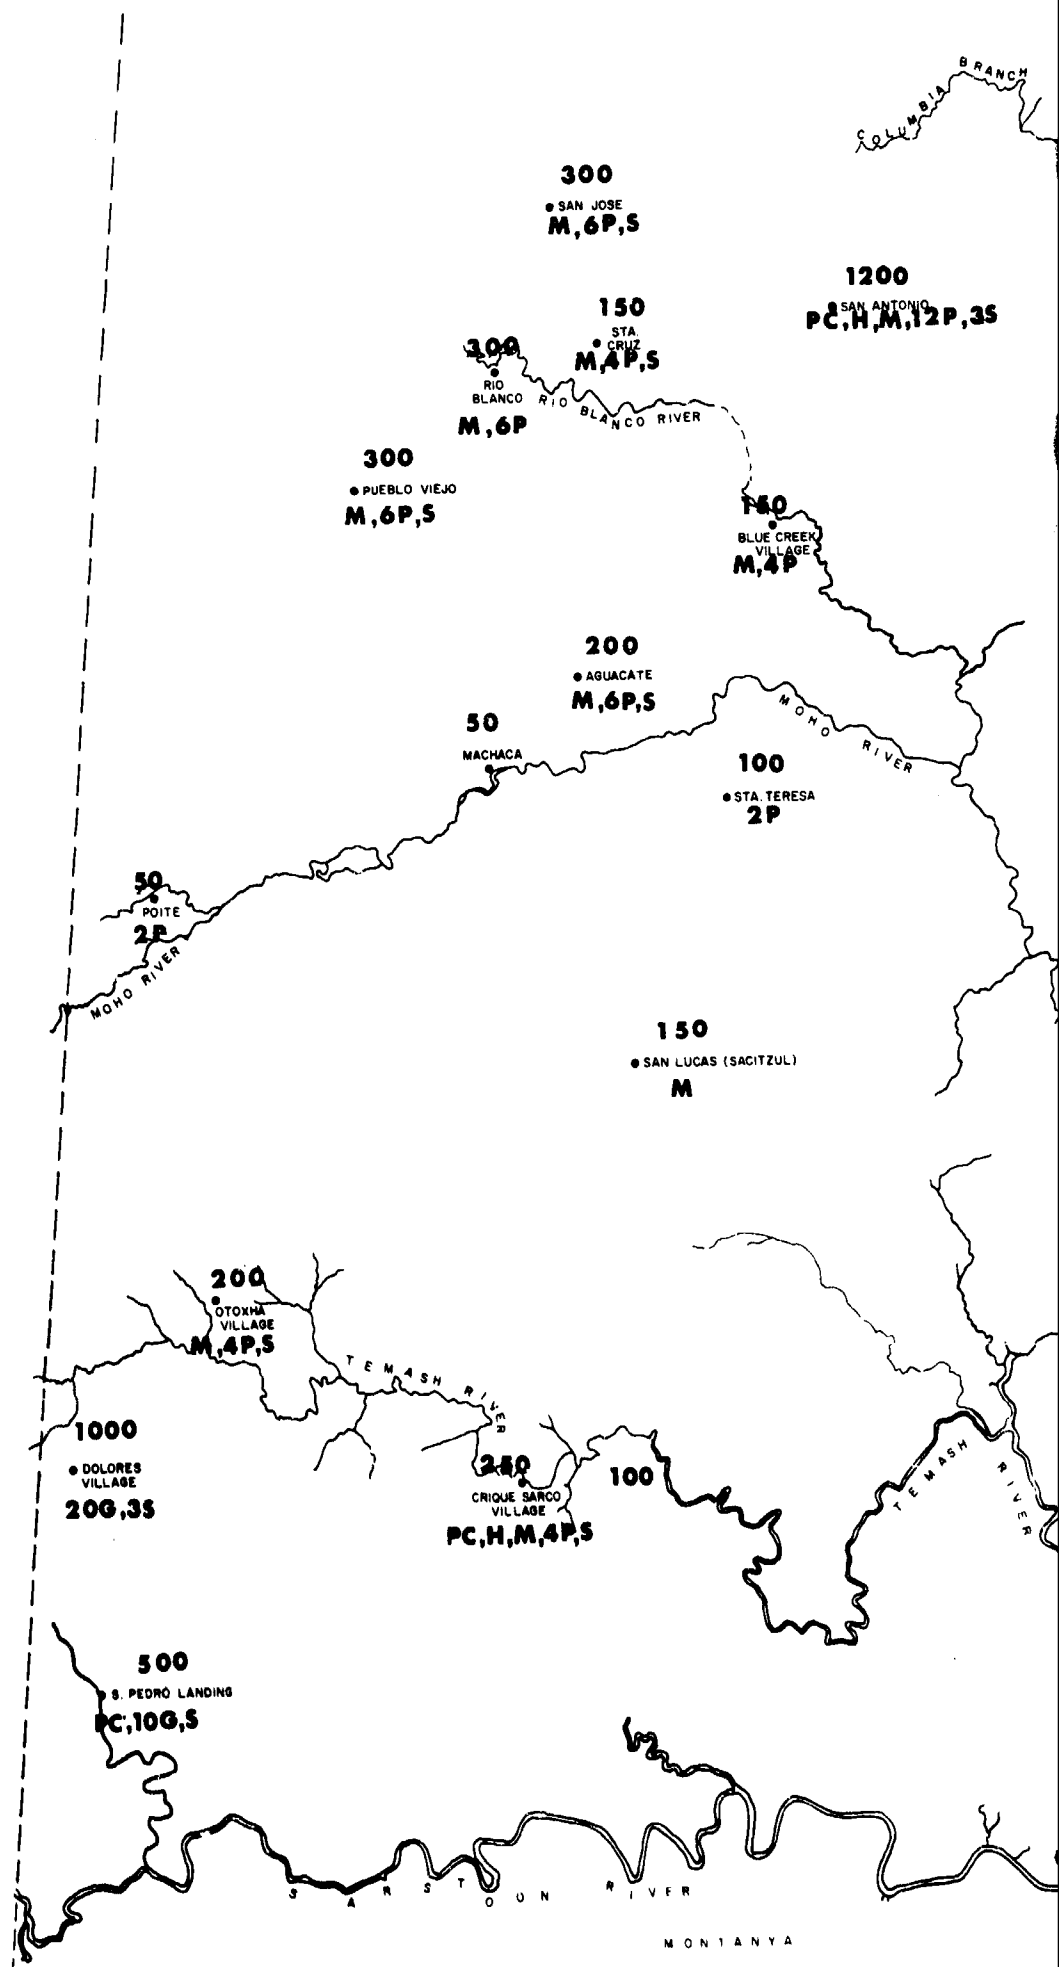 COLUMBIA BRANCH
300
SAN JOSE
M,6P,S
1200
SAN ANTONIO
PC,H,M,12P,3S
150
STA.
CRUZ
M,4P,S
300
RIO
BLANCO
M,6P
RIO BLANCO RIVER
300
PUEBLO VIEJO
M,6P,S
150
BLUE CREEK
VILLAGE
M,4P
200
AGUACATE
M,6P,S
MOHO RIVER
50
MACHACA
100
STA. TERESA
2P
50
POITE
2P
MOHO RIVER
150
SAN LUCAS (SACITZUL)
M
200
OTOXHA
VILLAGE
M,4P,S
TEMASH RIVER
1000
DOLORES
VILLAGE
20G,3S
250
CRIQUE SARCO
VILLAGE
PC,H,M,4P,S
100
TEMASH RIVER
500
S. PEDRO LANDING
PC,10G,S
SARSTOON RIVER
MONTANYA